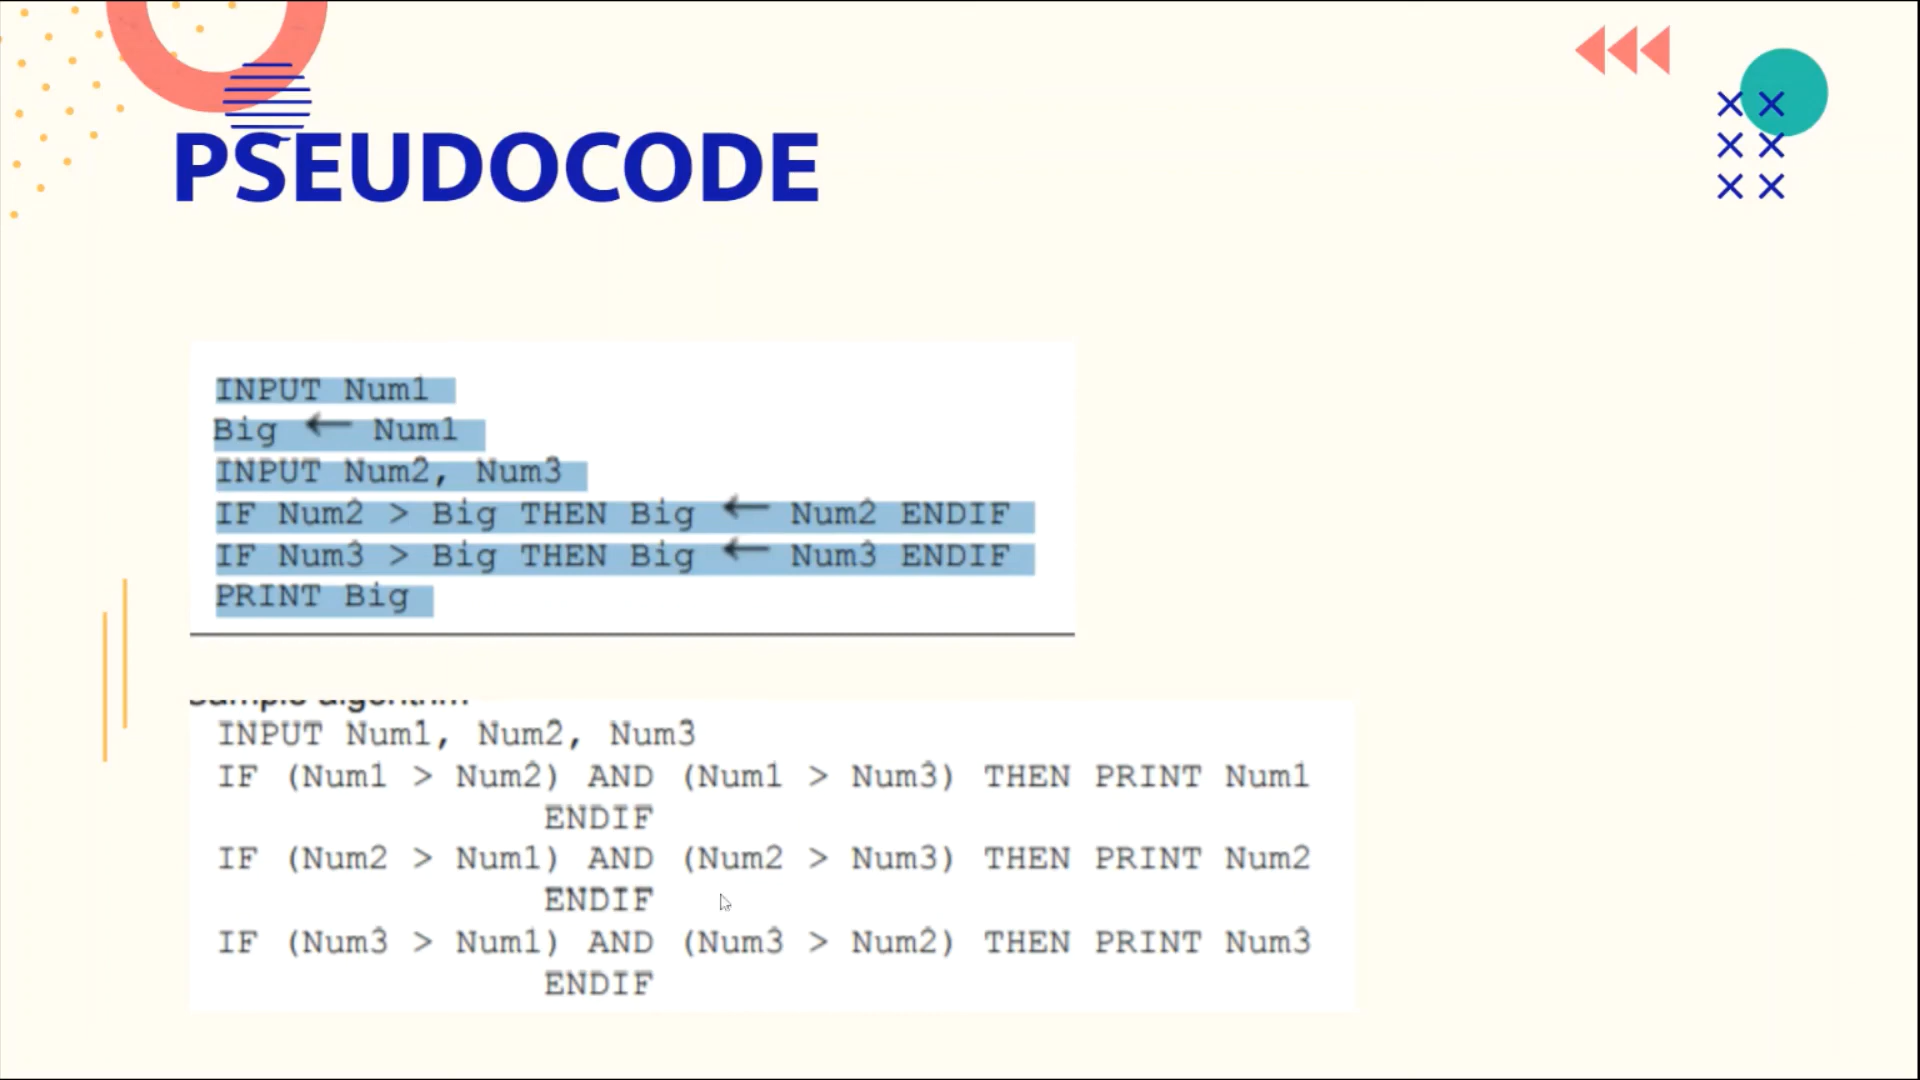 PSEUDOCODE
INPUT Num1
Big ← Num1
INPUT Num2, Num3
IF Num2 > Big THEN Big ← Num2 ENDIF
IF Num3 > Big THEN Big ← Num3 ENDIF
PRINT Big
Sample algorithm
INPUT Num1, Num2, Num3
IF (Num1 > Num2) AND (Num1 > Num3) THEN PRINT Num1
ENDIF
IF (Num2 > Num1) AND (Num2 > Num3) THEN PRINT Num2
ENDIF
IF (Num3 > Num1) AND (Num3 > Num2) THEN PRINT Num3
ENDIF